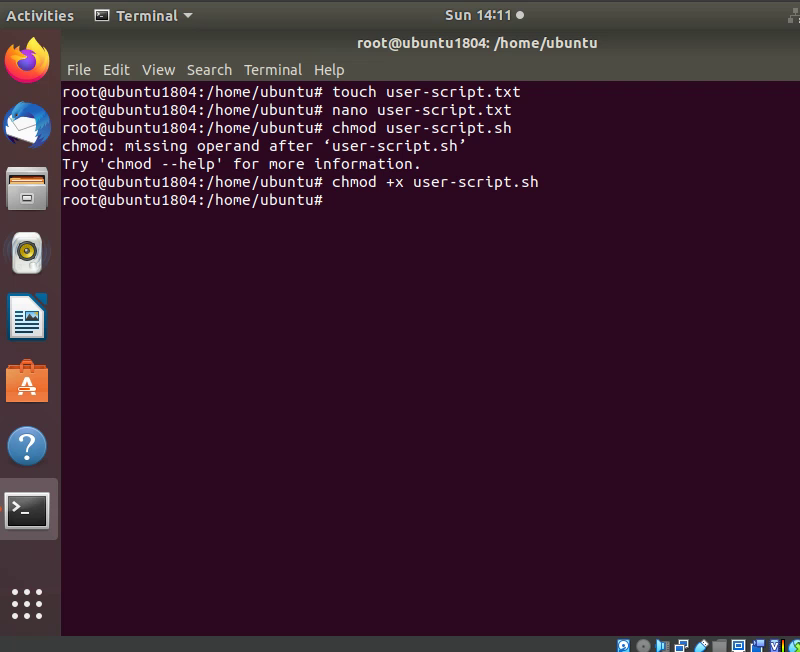 Activities Terminal Sun 14:11
root@ubuntu1804: /home/ubuntu
File Edit View Search Terminal Help
root@ubuntu1804:/home/ubuntu# touch user-script.txt
root@ubuntu1804:/home/ubuntu# nano user-script.txt
root@ubuntu1804:/home/ubuntu# chmod user-script.sh
chmod: missing operand after ‘user-script.sh’
Try 'chmod --help' for more information.
root@ubuntu1804:/home/ubuntu# chmod +x user-script.sh
root@ubuntu1804:/home/ubuntu#